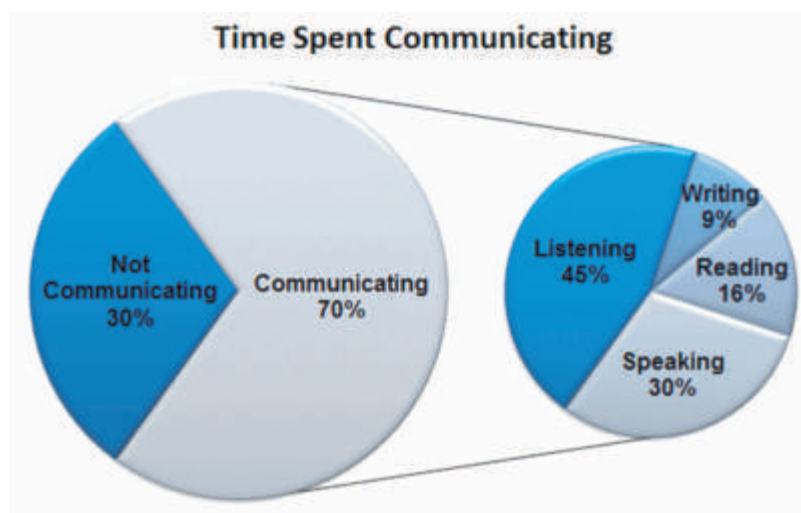 Time Spent Communicating
Not
Communicating
30%
Communicating
70%
Listening
45%
Writing
9%
Reading
16%
Speaking
30%